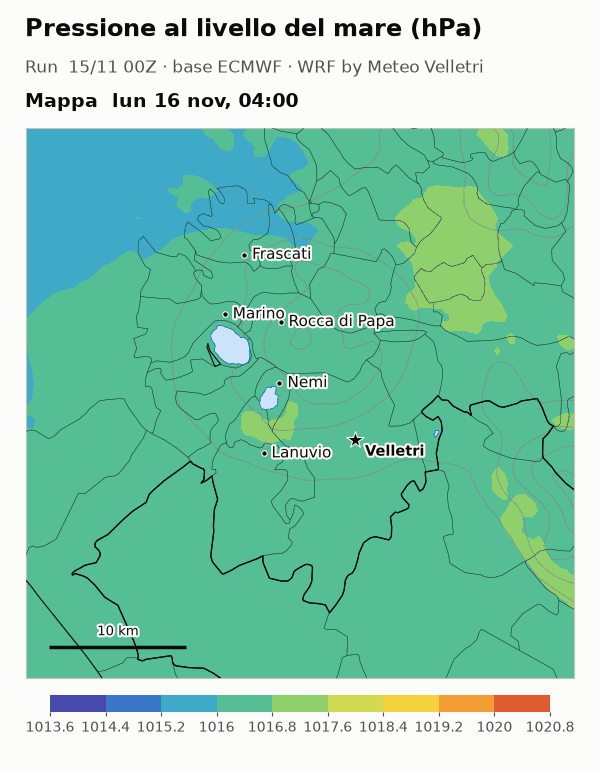 Pressione al livello del mare (hPa)
Run 15/11 00Z · base ECMWF · WRF by Meteo Velletri
Mappa lun 16 nov, 04:00
Frascati
Marino
Rocca di Papa
Nemi
Velletri
Lanuvio
10 km
1013.6 1014.4 1015.2 1016 1016.8 1017.6 1018.4 1019.2 1020 1020.8